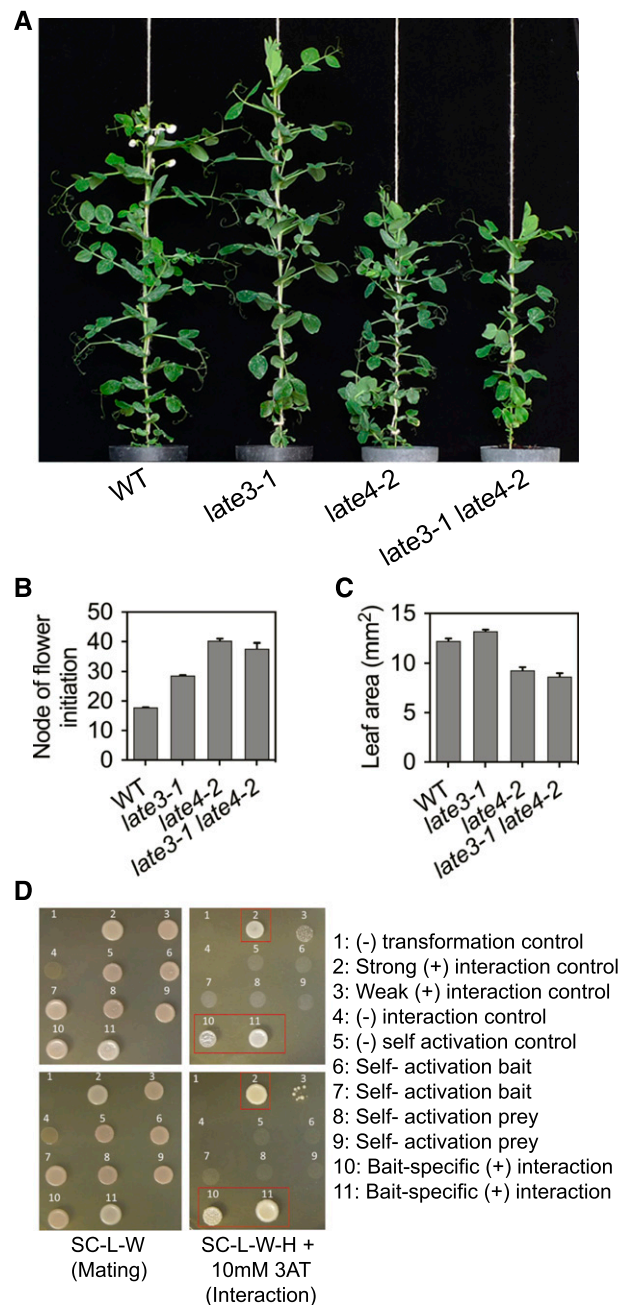 A
WT
late3-1
late4-2
late3-1 late4-2
B
Node of flower
initiation
50
40
30
20
10
0
WT
late3-1
late4-2
late3-1 late4-2
C
Leaf area (mm²)
15
10
5
0
WT
late3-1
late4-2
late3-1 late4-2
D
1 2 3
4 5 6
7 8 9
10 11
1 2 3
4 5 6
7 8 9
10 11
1 2 3
4 5 6
7 8 9
10 11
1 2 3
4 5 6
7 8 9
10 11
SC-L-W
(Mating)
SC-L-W-H +
10mM 3AT
(Interaction)
1: (-) transformation control
2: Strong (+) interaction control
3: Weak (+) interaction control
4: (-) interaction control
5: (-) self activation control
6: Self- activation bait
7: Self- activation bait
8: Self- activation prey
9: Self- activation prey
10: Bait-specific (+) interaction
11: Bait-specific (+) interaction